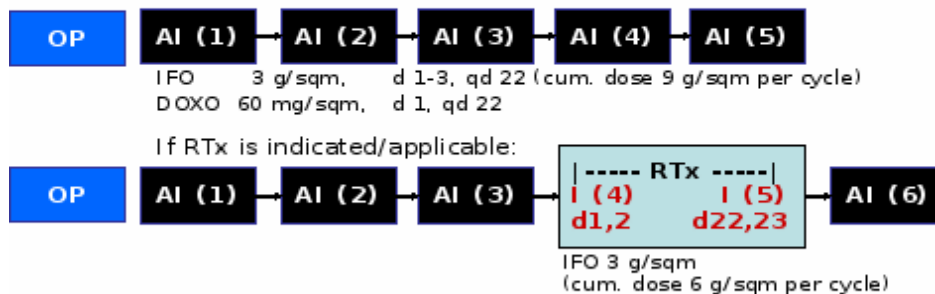 OP AI (1) AI (2) AI (3) AI (4) AI (5)
IFO 3 g/sqm, d 1-3, qd 22 (cum. dose 9 g/sqm per cycle)
DOXO 60 mg/sqm, d 1, qd 22
If RTx is indicated/applicable:
|----- RTx -----|
OP AI (1) AI (2) AI (3) I (4) I (5) AI (6)
d1,2 d22,23
IFO 3 g/sqm
(cum. dose 6 g/sqm per cycle)